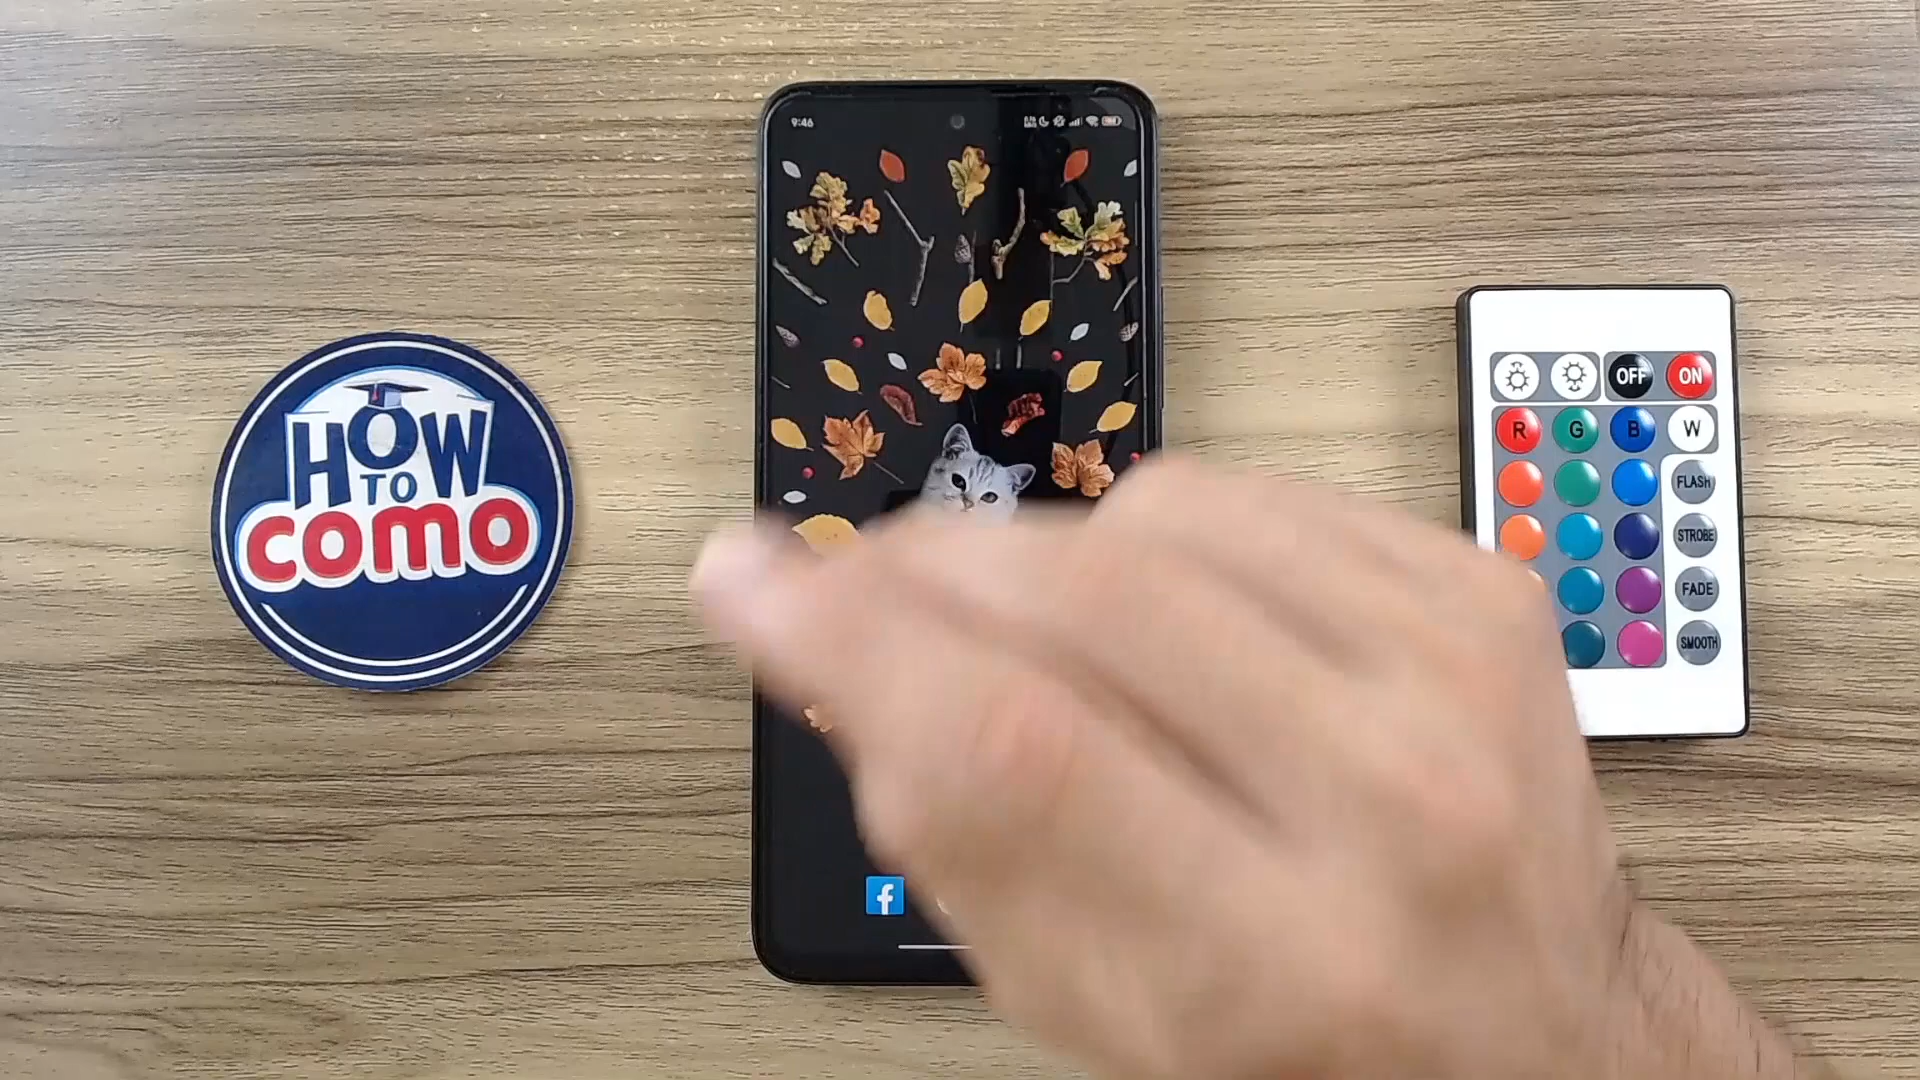 9:46
HOW
TO
como
f
OFF
ON
R
G
B
W
FLASH
STROBE
FADE
SMOOTH